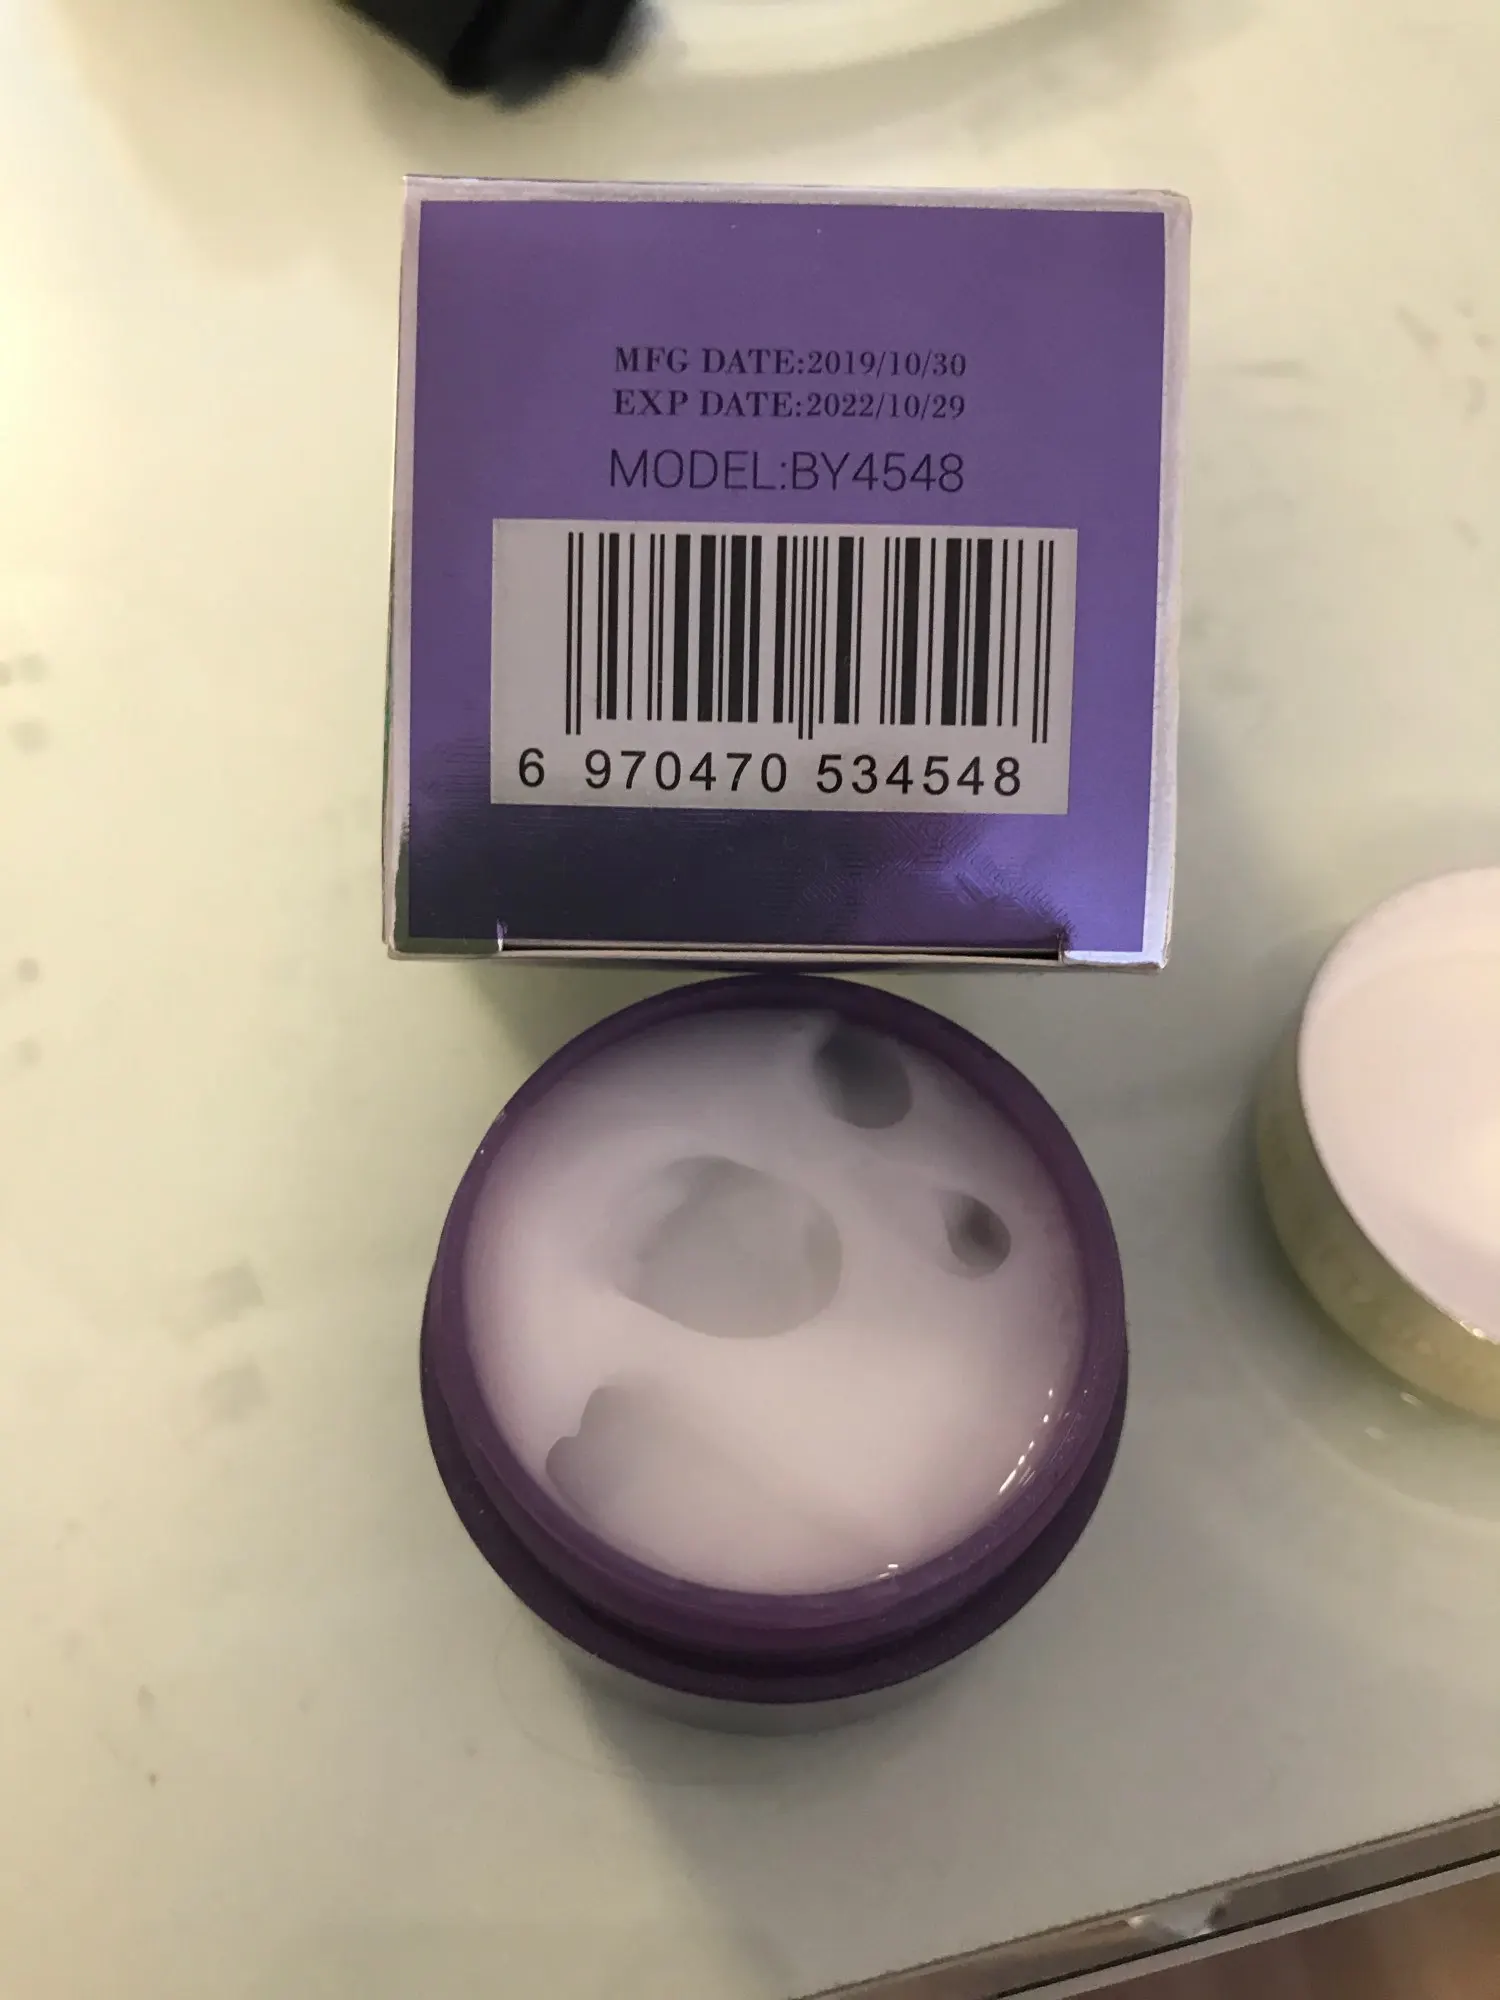 MFG DATE:2019/10/30
EXP DATE:2022/10/29
MODEL:BY4548
6 970470 534548